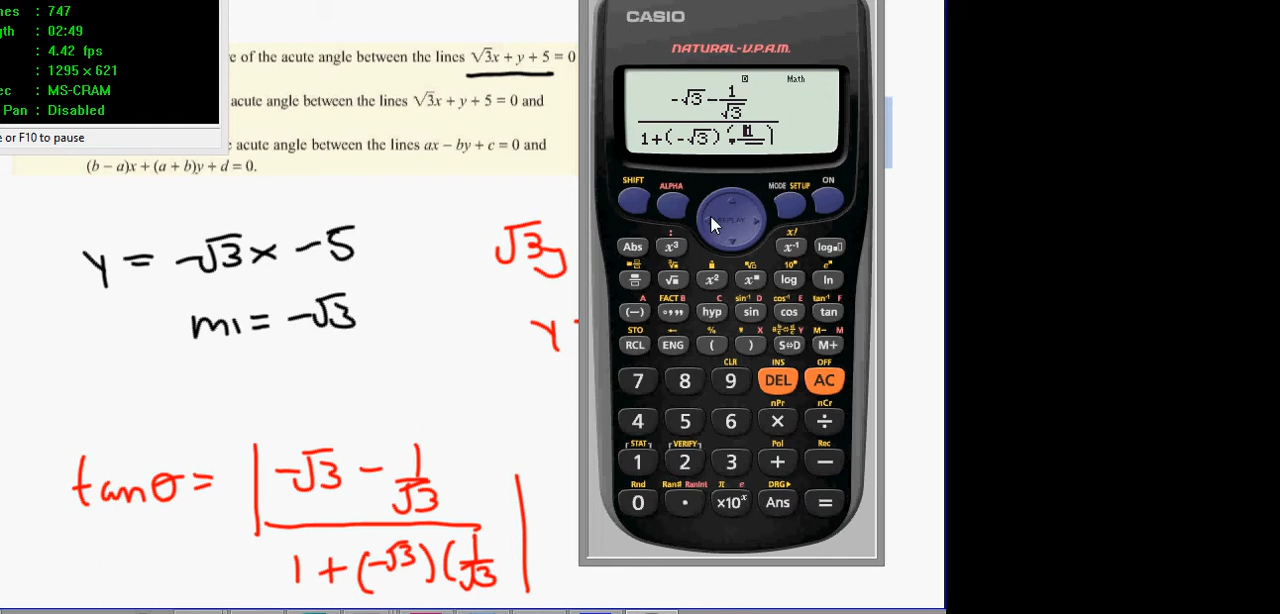 nes : 747
gth : 02:49
: 4.42 fps
: 1295 x 621
ec : MS-CRAM
Pan : Disabled
e or F10 to pause
e of the acute angle between the lines √3x + y + 5 = 0
acute angle between the lines √3x + y + 5 = 0 and
acute angle between the lines ax − by + c = 0 and
(b − a)x + (a + b)y + d = 0.
y = -√3x -5
m1 = -√3
√3y
y =
tanθ = | -√3 - 1/√3
1 + (-√3)(1/√3 |
CASIO
NATURAL-V.P.A.M.
Math
-√3 - 1/√3
1+(-√3)(
SHIFT ALPHA REPLAY MODE SETUP ON
: x!
Abs x³ x⁻¹ log▯
10ˣ eˣ
√▯ x² xˣ log ln
A FACT B C sin⁻¹ D cos⁻¹ E tan⁻¹ F
(−) °,,, hyp sin cos tan
STO ← % , X Y M− M
RCL ENG ( ) S⇔D M+
CLR INS OFF
7 8 9 DEL AC
nPr nCr
4 5 6 × ÷
STAT VERIFY Pol Rec
1 2 3 + −
Rnd Ran# RanInt π e DRG▸
0 . ×10ˣ Ans =